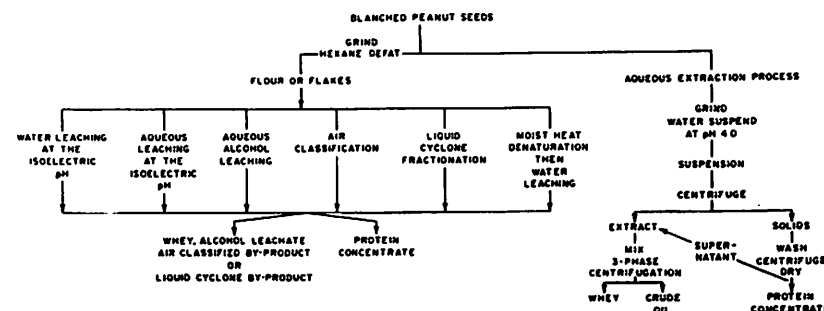 BLANCHED PEANUT SEEDS
GRIND
HEXANE DEFAT
FLOUR OR FLAKES
AQUEOUS EXTRACTION PROCESS
WATER LEACHING
AT THE
ISOELECTRIC
pH
AQUEOUS
LEACHING
AT THE
ISOELECTRIC
pH
AQUEOUS
ALCOHOL
LEACHING
AIR
CLASSIFICATION
LIQUID
CYCLONE
FRACTIONATION
MOIST HEAT
DENATURATION
THEN
WATER
LEACHING
GRIND
WATER SUSPEND
AT pH 4.0
SUSPENSION
CENTRIFUGE
WHEY, ALCOHOL LEACHATE
AIR CLASSIFIED BY-PRODUCT
OR
LIQUID CYCLONE BY-PRODUCT
PROTEIN
CONCENTRATE
EXTRACT
MIX
3-PHASE
CENTRIFUGATION
WHEY
CRUDE
OIL
SUPER-
NATANT
SOLIDS
WASH
CENTRIFUGE
DRY
PROTEIN
CONCENTRATE